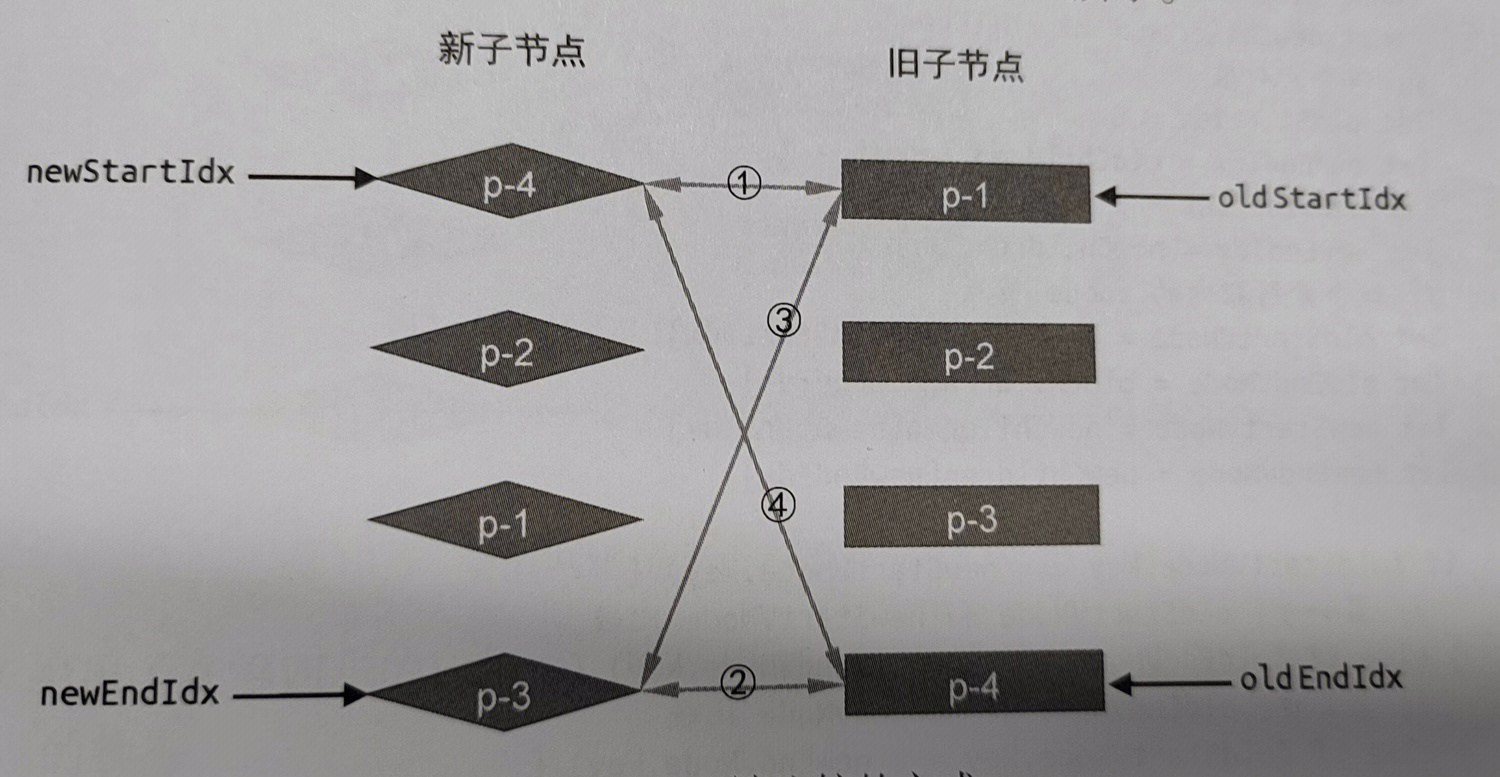 新子节点
旧子节点
newStartIdx
p-4
①
p-1
oldStartIdx
③
p-2
p-2
④
p-1
p-3
newEndIdx
p-3
②
p-4
oldEndIdx